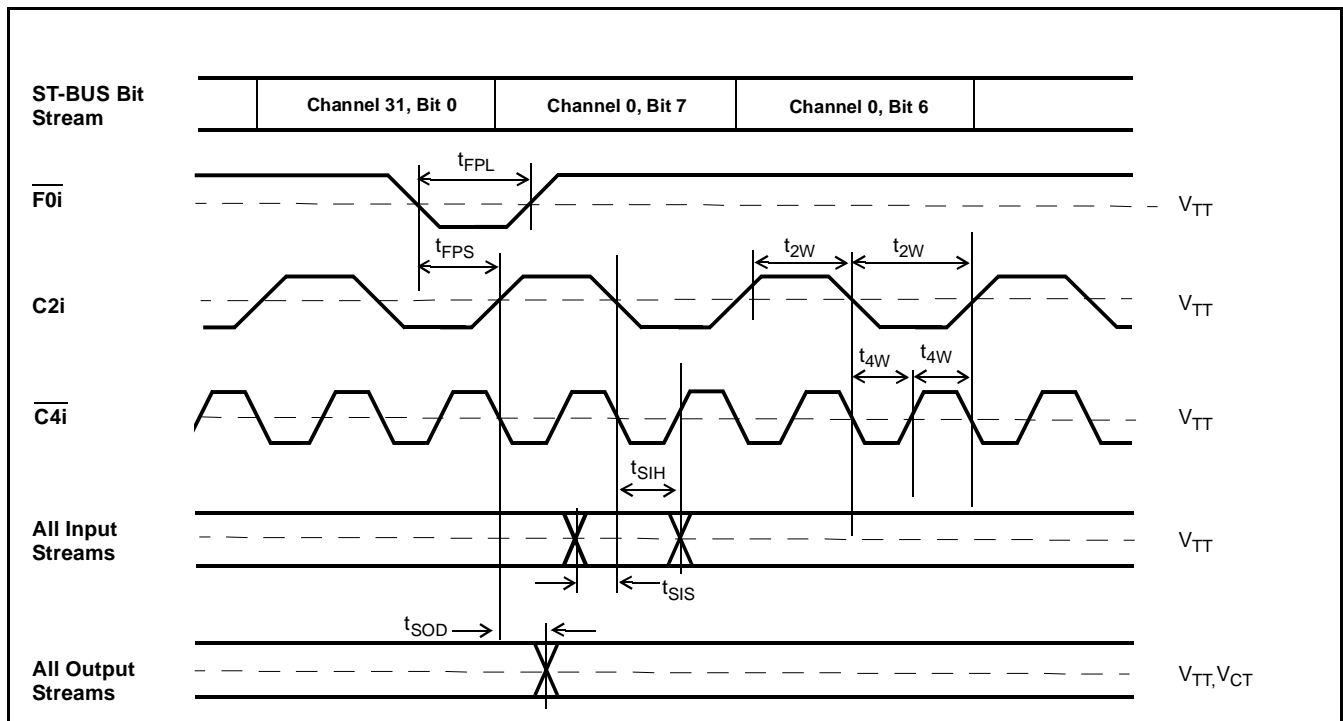 ST-BUS Bit
Stream
Channel 31, Bit 0
Channel 0, Bit 7
Channel 0, Bit 6
tFPL
F0i
VTT
tFPS
t2W
t2W
C2i
VTT
t4W
t4W
C4i
VTT
tSIH
All Input
Streams
VTT
tSIS
tSOD
All Output
Streams
VTT,VCT